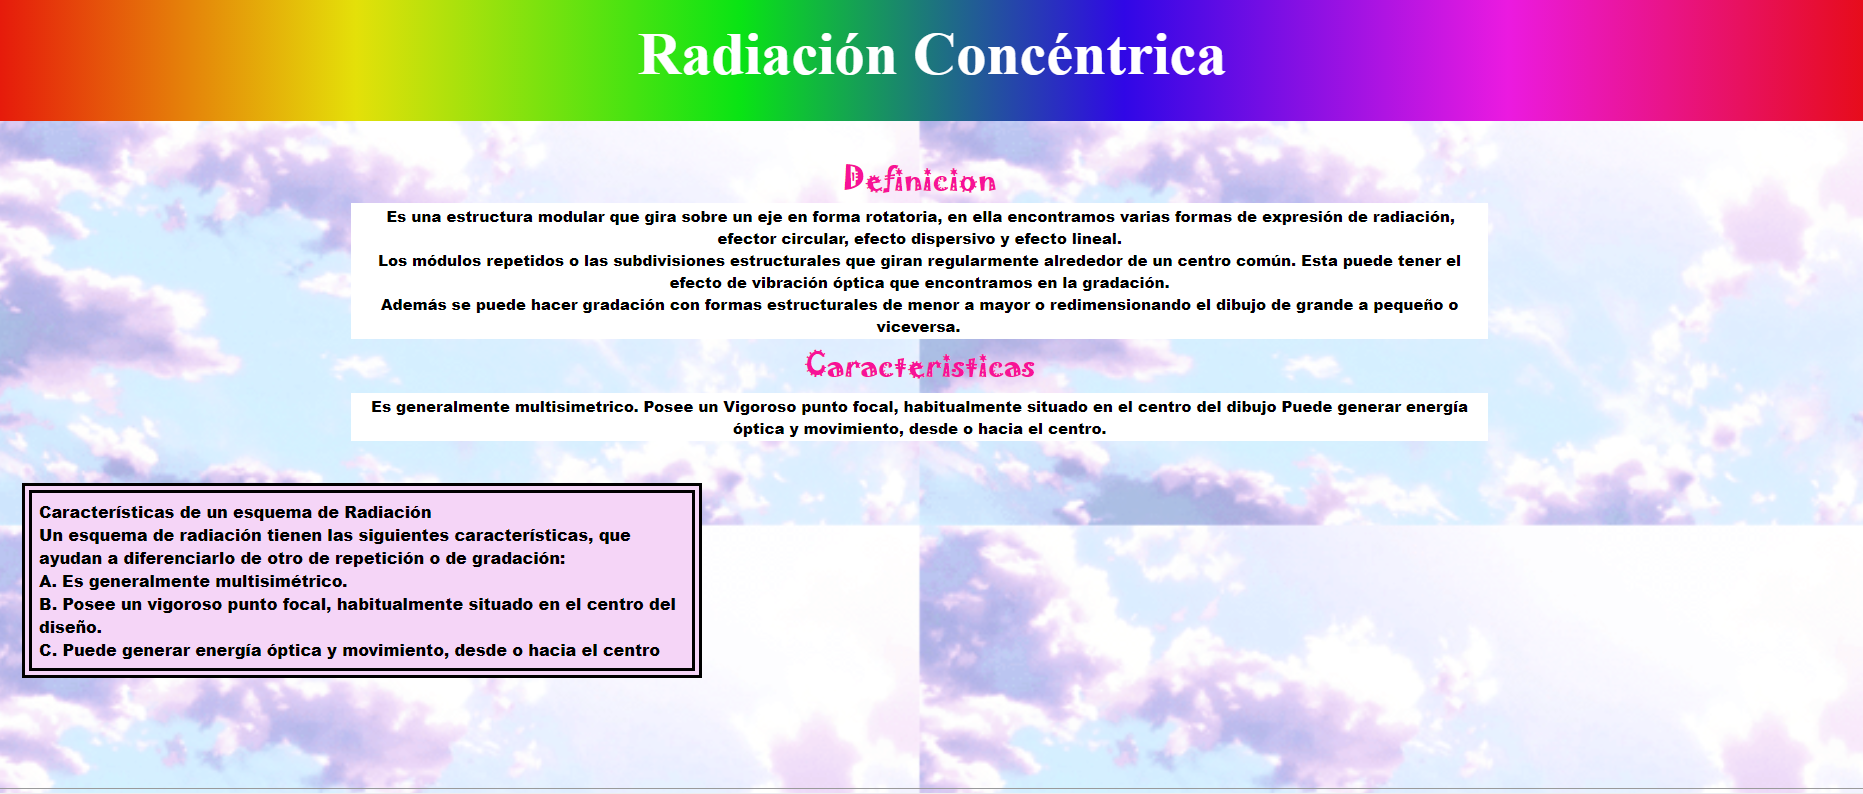 Radiación Concéntrica
Definicion
Es una estructura modular que gira sobre un eje en forma rotatoria, en ella encontramos varias formas de expresión de radiación,
efector circular, efecto dispersivo y efecto lineal.
Los módulos repetidos o las subdivisiones estructurales que giran regularmente alrededor de un centro común. Esta puede tener el
efecto de vibración óptica que encontramos en la gradación.
Además se puede hacer gradación con formas estructurales de menor a mayor o redimensionando el dibujo de grande a pequeño o
viceversa.
Caracteristicas
Es generalmente multisimetrico. Posee un Vigoroso punto focal, habitualmente situado en el centro del dibujo Puede generar energía
óptica y movimiento, desde o hacia el centro.
Características de un esquema de Radiación
Un esquema de radiación tienen las siguientes características, que
ayudan a diferenciarlo de otro de repetición o de gradación:
A. Es generalmente multisimétrico.
B. Posee un vigoroso punto focal, habitualmente situado en el centro del
diseño.
C. Puede generar energía óptica y movimiento, desde o hacia el centro